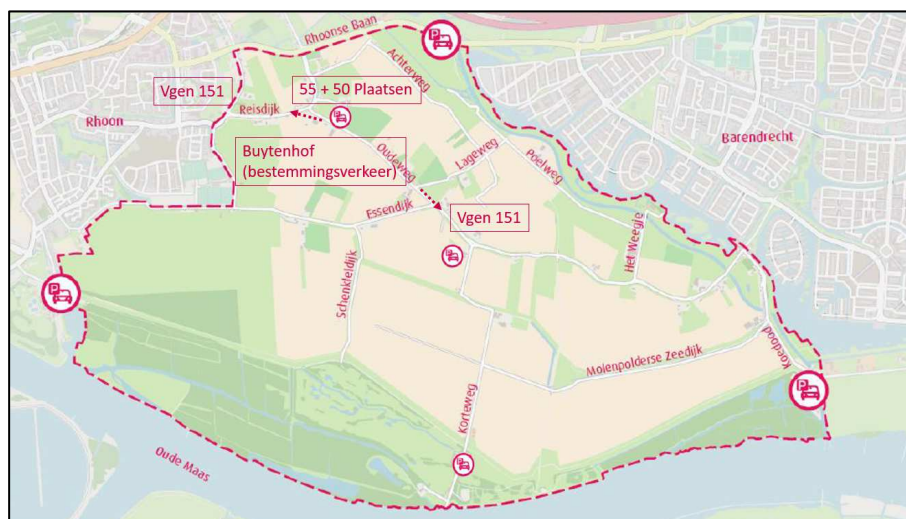 Rhoonse Baan
P
Achterweg
Vgen 151
55 + 50 Plaatsen
Reisdijk
Rhoon
Barendrecht
Buytenhof
(bestemmingsverkeer)
Oudeweg
Lageweg
Poelweg
Essendijk
Vgen 151
Het Weegje
Schenkeldijk
P
Molenpolderse Zeedijk
Koedood
P
Korteweg
Oude Maas